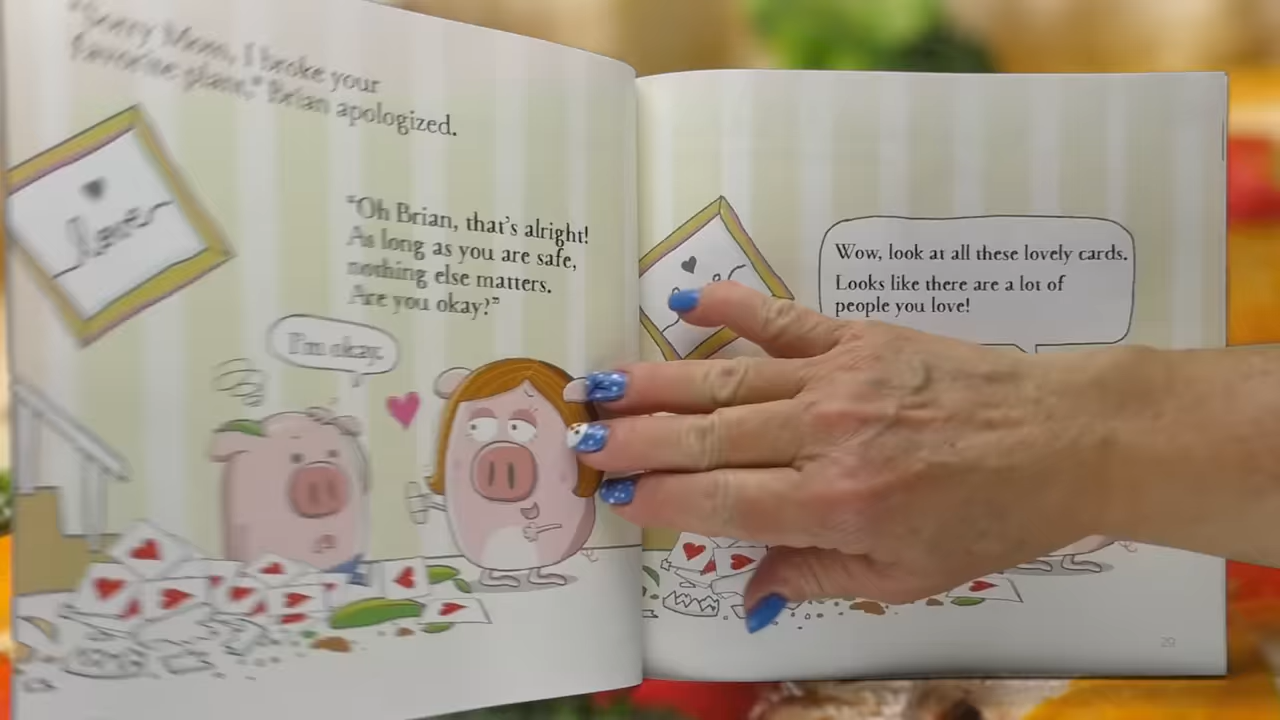 "Sorry Mom, I broke your
favorite plant," Brian apologized.
love
"Oh Brian, that's alright!
As long as you are safe,
nothing else matters.
Are you okay?"
I'm okay.
Wow, look at all these lovely cards.
Looks like there are a lot of
people you love!
29